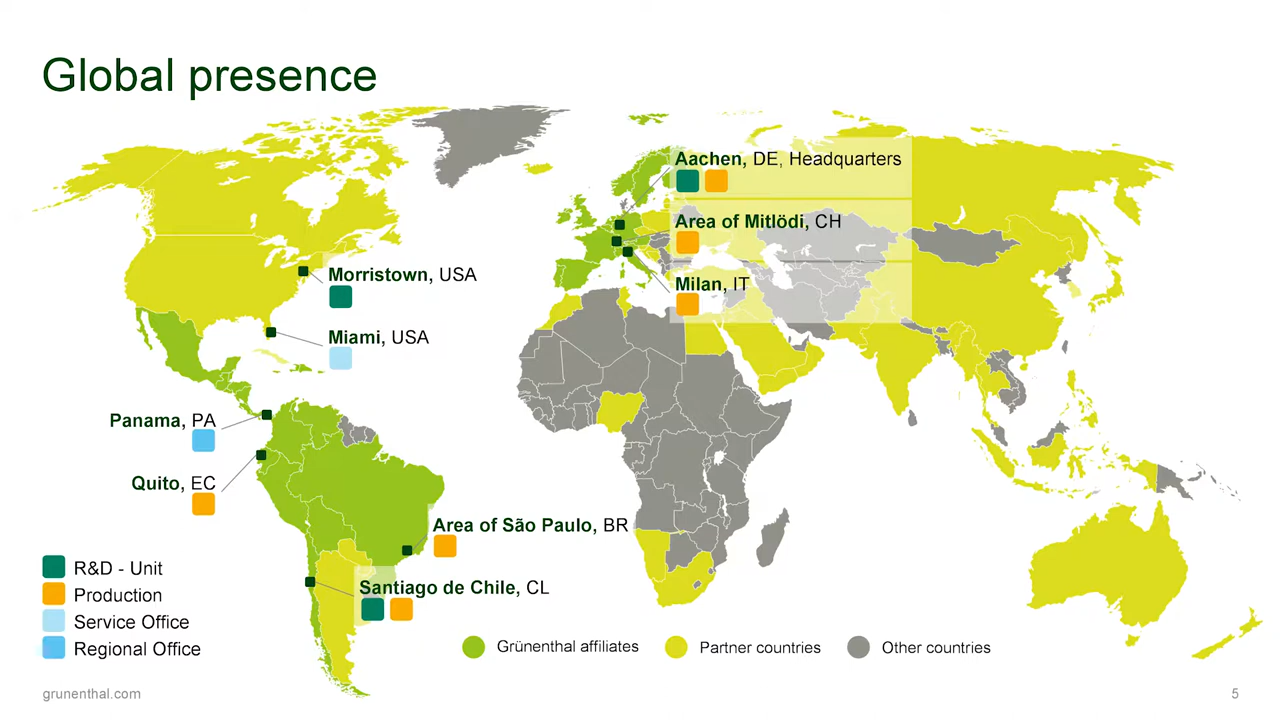 Global presence
Aachen, DE, Headquarters
Area of Mitlödi, CH
Milan, IT
Morristown, USA
Miami, USA
Panama, PA
Quito, EC
Area of São Paulo, BR
Santiago de Chile, CL
R&D - Unit
Production
Service Office
Regional Office
Grünenthal affiliates
Partner countries
Other countries
grunenthal.com
5